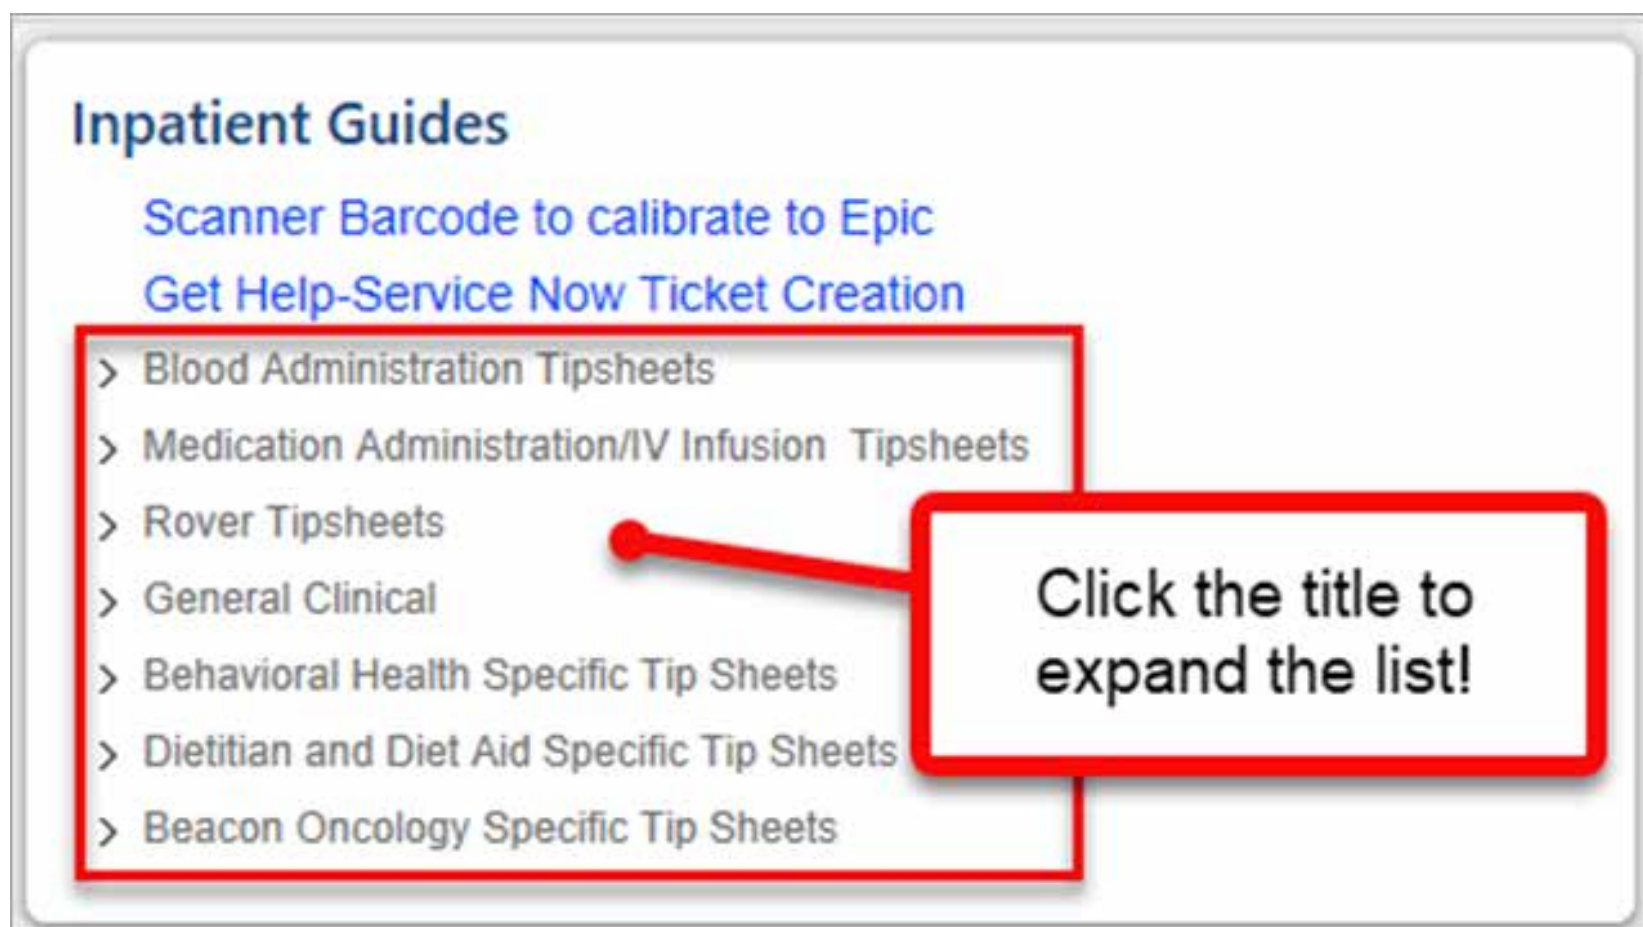 Inpatient Guides
Scanner Barcode to calibrate to Epic
Get Help-Service Now Ticket Creation
Blood Administration Tipsheets
Medication Administration/IV Infusion  Tipsheets
Rover Tipsheets
General Clinical
Behavioral Health Specific Tip Sheets
Dietitian and Diet Aid Specific Tip Sheets
Beacon Oncology Specific Tip Sheets
Click the title to
expand the list!